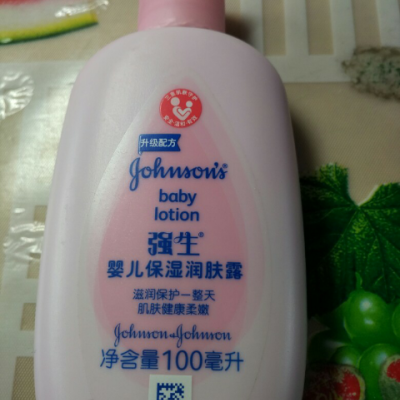 升级配方
Johnson's®
baby
lotion
强生®
婴儿保湿润肤露
滋润保护一整天
肌肤健康柔嫩
Johnson & Johnson
净含量100毫升